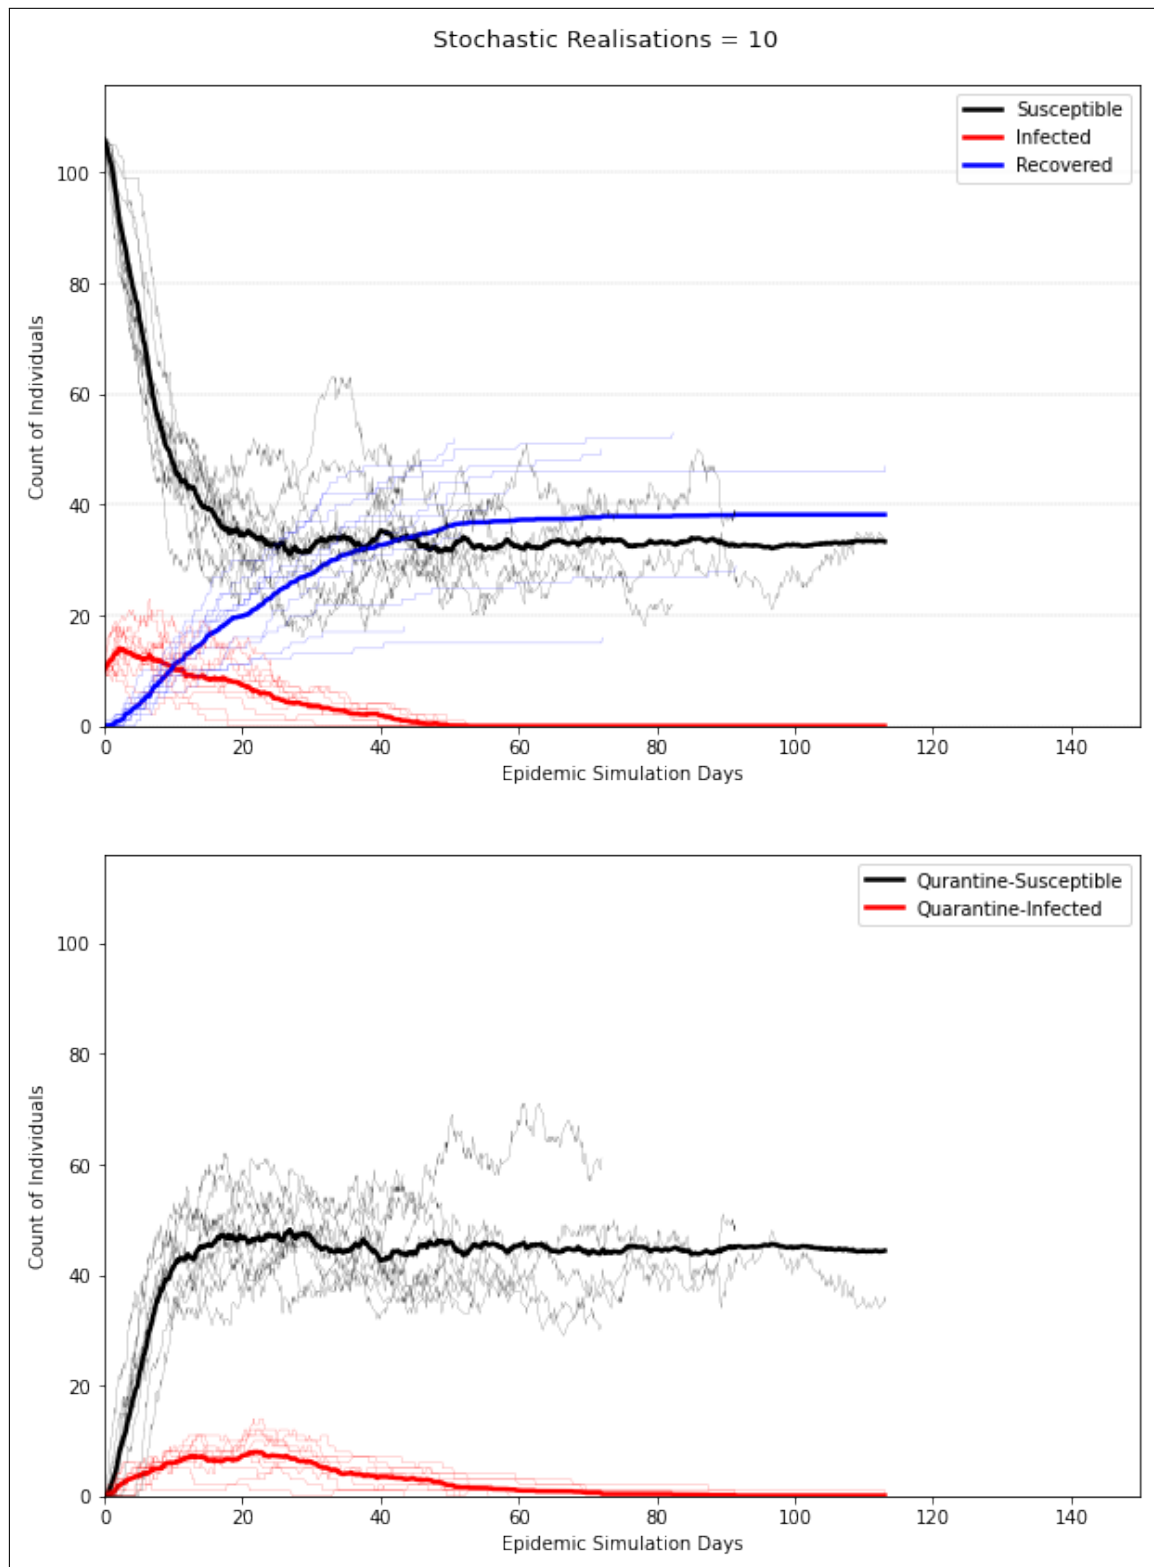 Stochastic Realisations = 10
Susceptible
Infected
Recovered
100
80
60
40
20
0
Count of Individuals
0 20 40 60 80 100 120 140
Epidemic Simulation Days
Qurantine-Susceptible
Quarantine-Infected
100
80
60
40
20
0
Count of Individuals
0 20 40 60 80 100 120 140
Epidemic Simulation Days